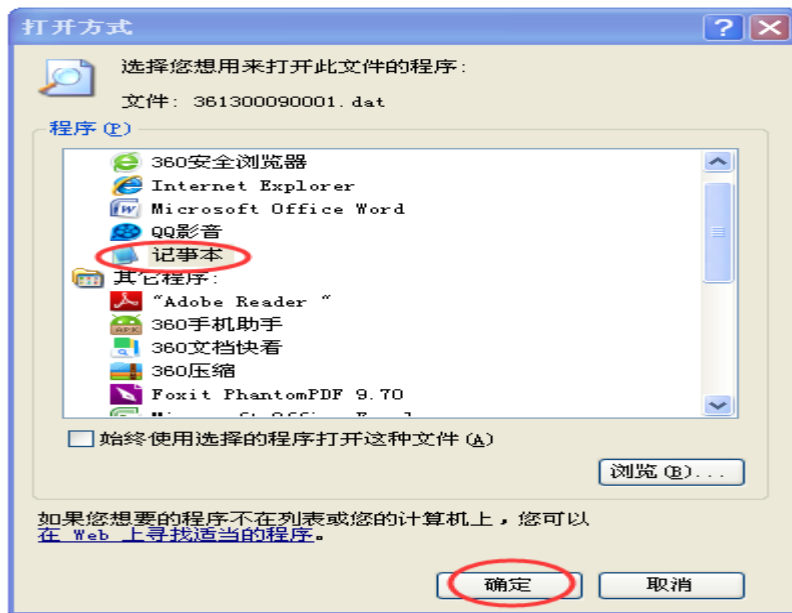 打开方式
选择您想用来打开此文件的程序:
文件: 361300090001.dat
程序(P)
360安全浏览器
Internet Explorer
Microsoft Office Word
QQ影音
记事本
其它程序:
"Adobe Reader "
360手机助手
360文档快看
360压缩
Foxit PhantomPDF 9.70
始终使用选择的程序打开这种文件(A)
浏览(B)...
如果您想要的程序不在列表或您的计算机上，您可以
在 Web 上寻找适当的程序。
确定
取消